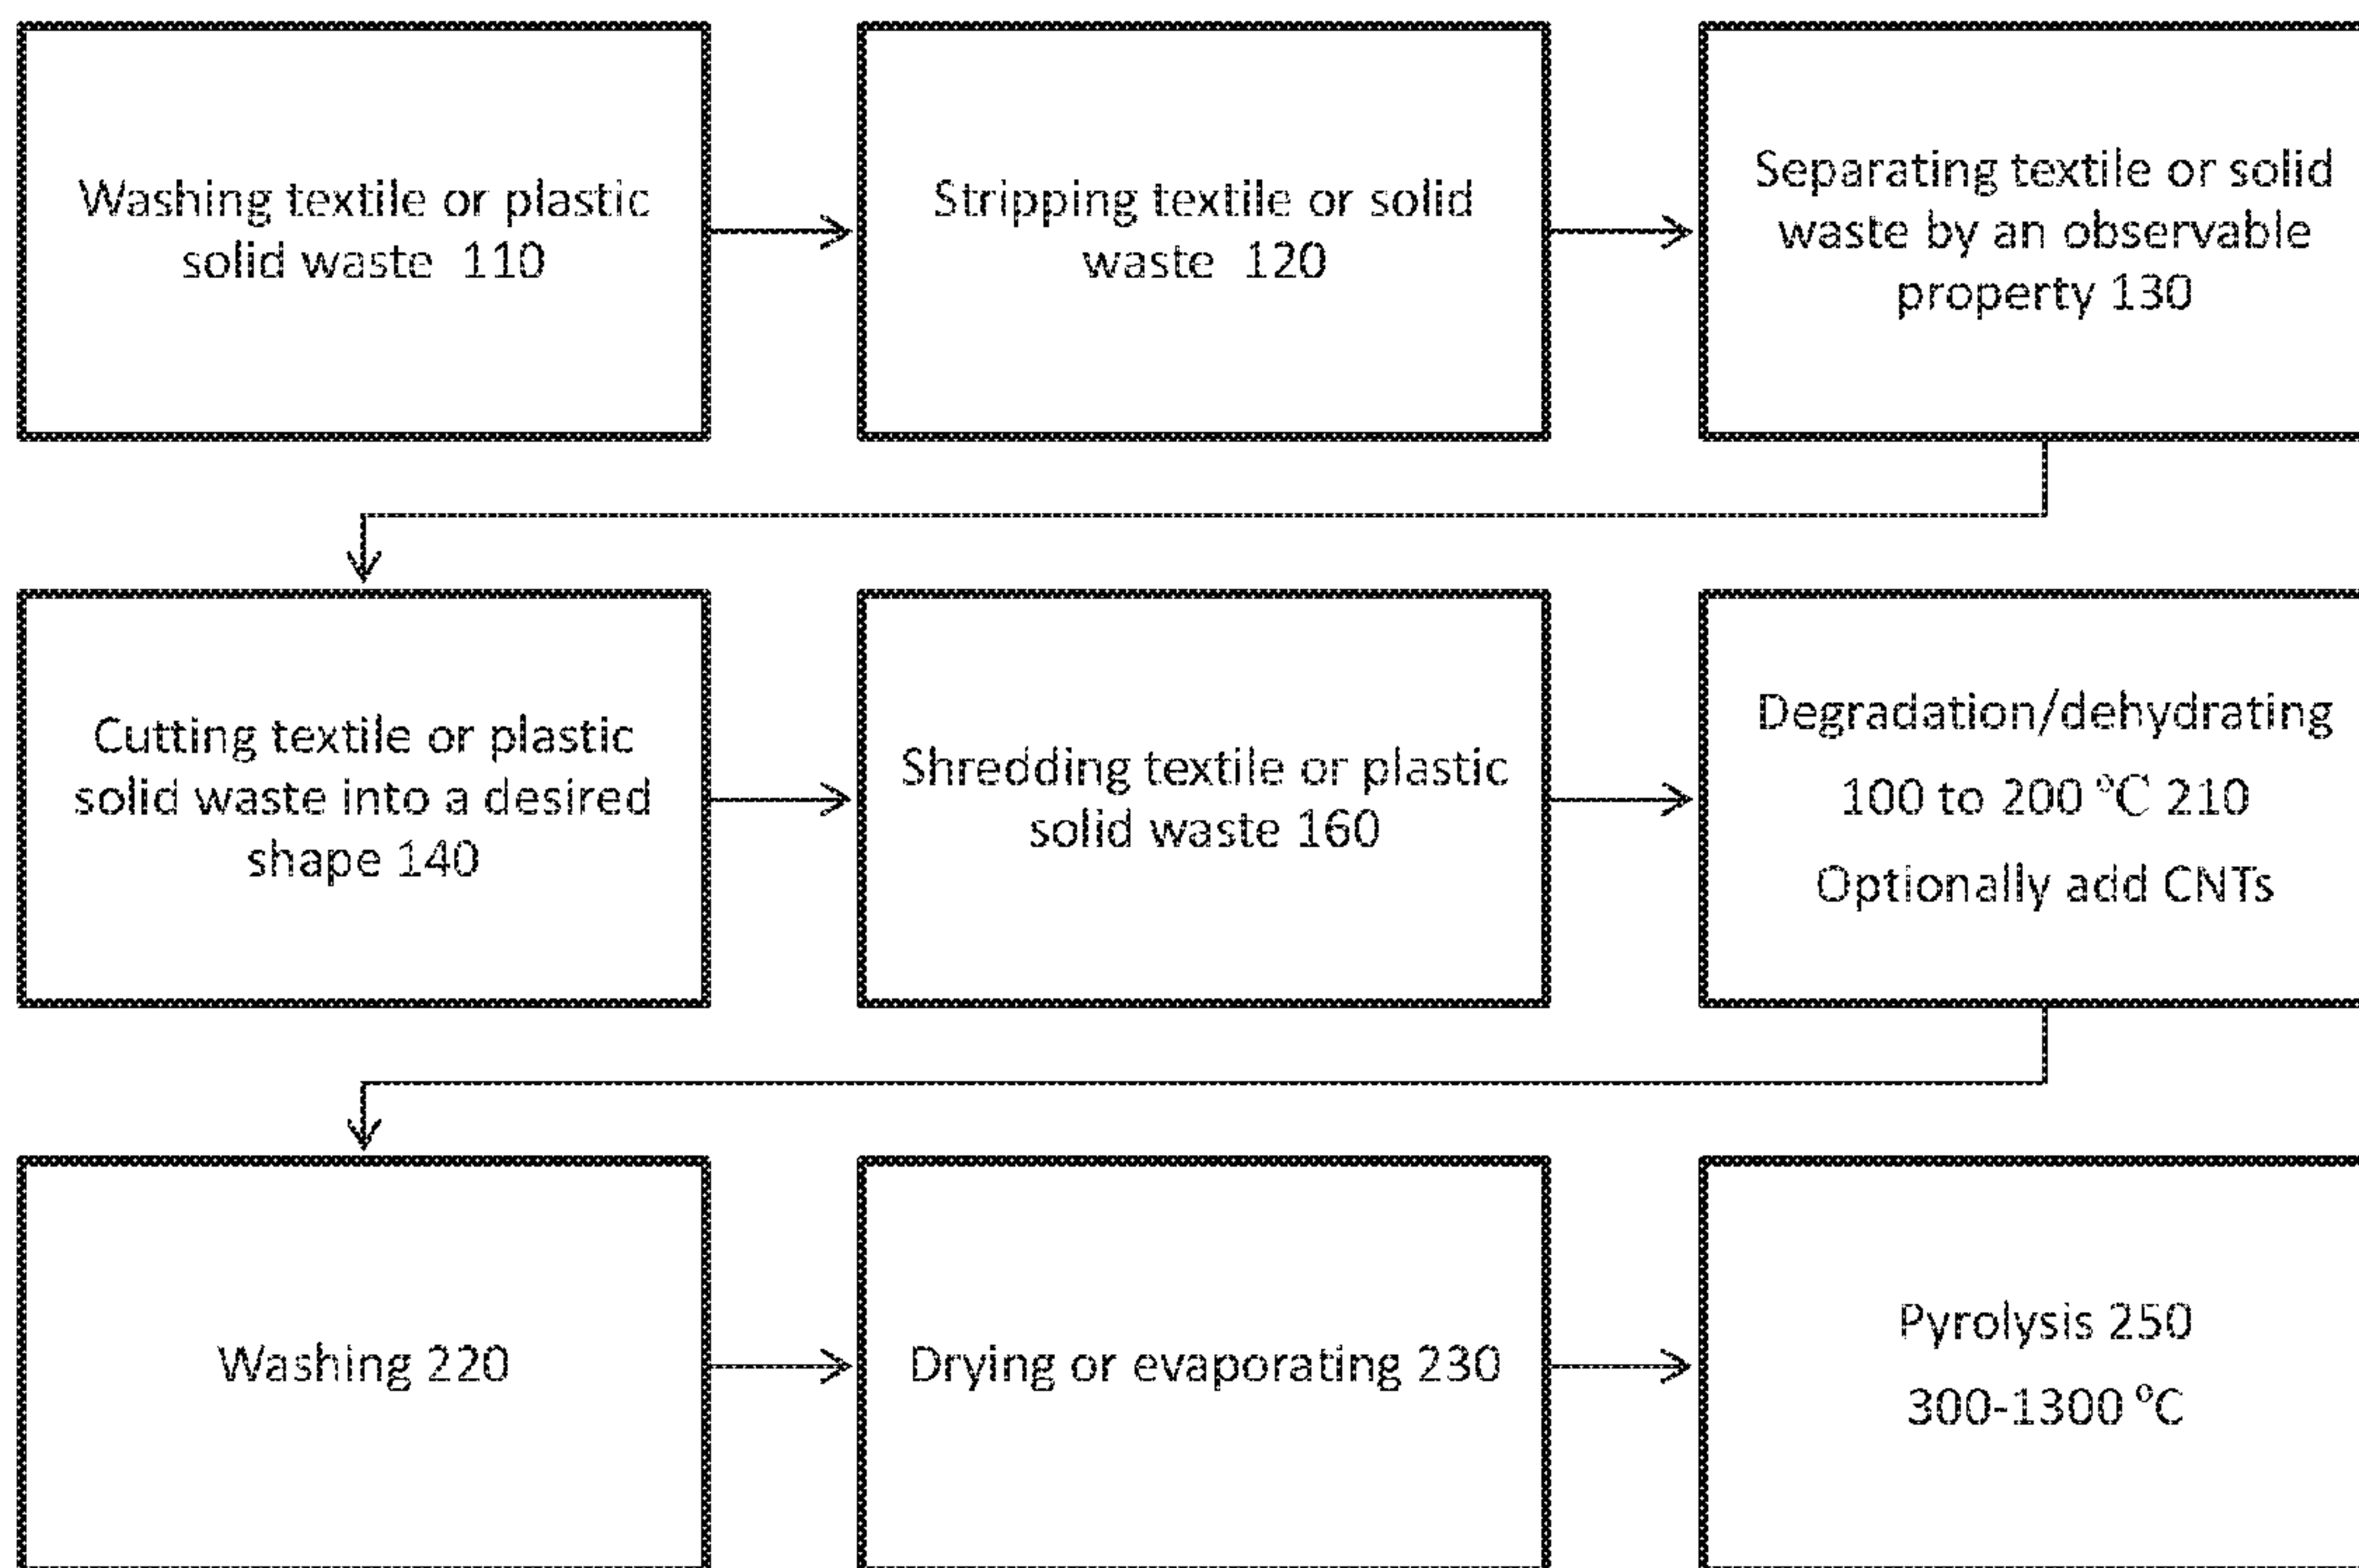 Washing textile or plastic
solid waste 110
Stripping textile or solid
waste 120
Separating textile or solid
waste by an observable
property 130
Cutting textile or plastic
solid waste into a desired
shape 140
Shredding textile or plastic
solid waste 160
Degradation/dehydrating
100 to 200 °C 210
Optionally add CNTs
Washing 220
Drying or evaporating 230
Pyrolysis 250
300-1300 °C